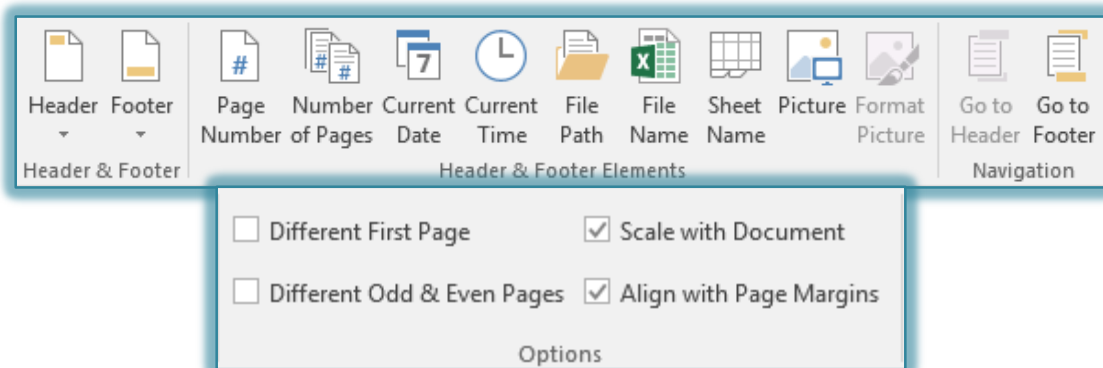 Header Footer Page Number Current Current File File Sheet Picture Format Go to Go to
Number of Pages Date Time Path Name Name Picture Header Footer
Header & Footer Header & Footer Elements Navigation
Different First Page Scale with Document
Different Odd & Even Pages Align with Page Margins
Options